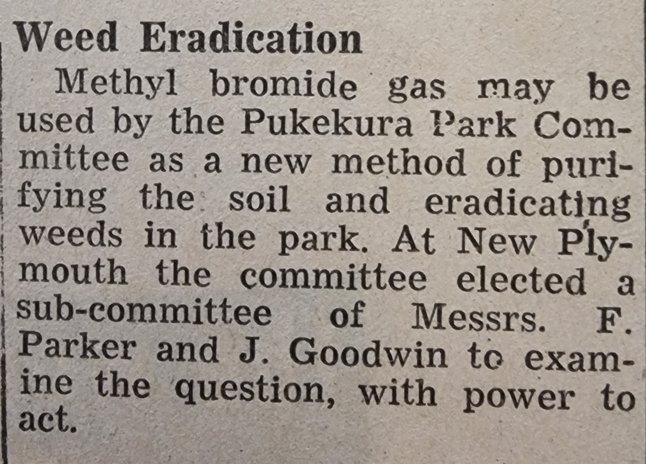 Weed Eradication
Methyl bromide gas may be
used by the Pukekura Park Com-
mittee as a new method of puri-
fying the soil and eradicating
weeds in the park. At New Ply-
mouth the committee elected a
sub-committee of Messrs. F.
Parker and J. Goodwin to exam-
ine the question, with power to
act.